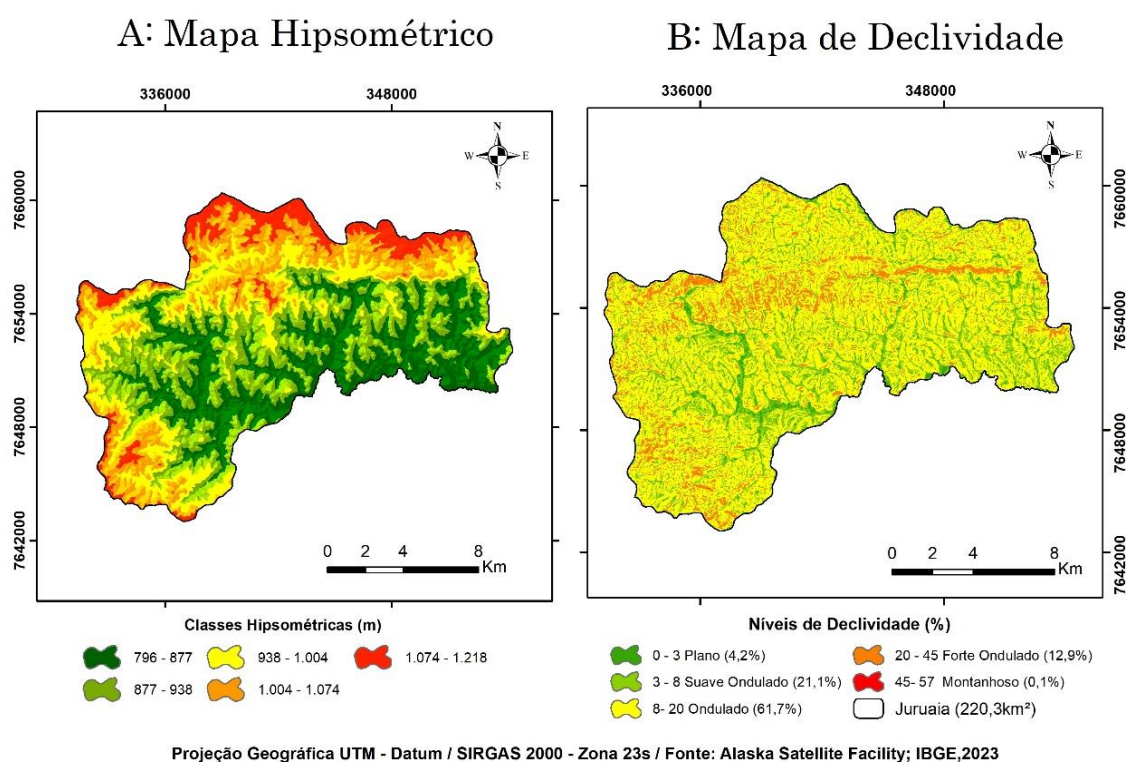 A: Mapa Hipsométrico
B: Mapa de Declividade
336000 348000
N
W E
S
7660000
7654000
7648000
7642000
0 2 4 8
Km
336000 348000
N
W E
S
7660000
7654000
7648000
7642000
0 2 4 8
Km
Classes Hipsométricas (m)
796 - 877 938 - 1.004 1.074 - 1.218
877 - 938 1.004 - 1.074
Níveis de Declividade (%)
0 - 3 Plano (4,2%) 20 - 45 Forte Ondulado (12,9%)
3 - 8 Suave Ondulado (21,1%) 45- 57 Montanhoso (0,1%)
8- 20 Ondulado (61,7%) Juruaia (220,3km²)
Projeção Geográfica UTM - Datum / SIRGAS 2000 - Zona 23s / Fonte: Alaska Satellite Facility; IBGE,2023